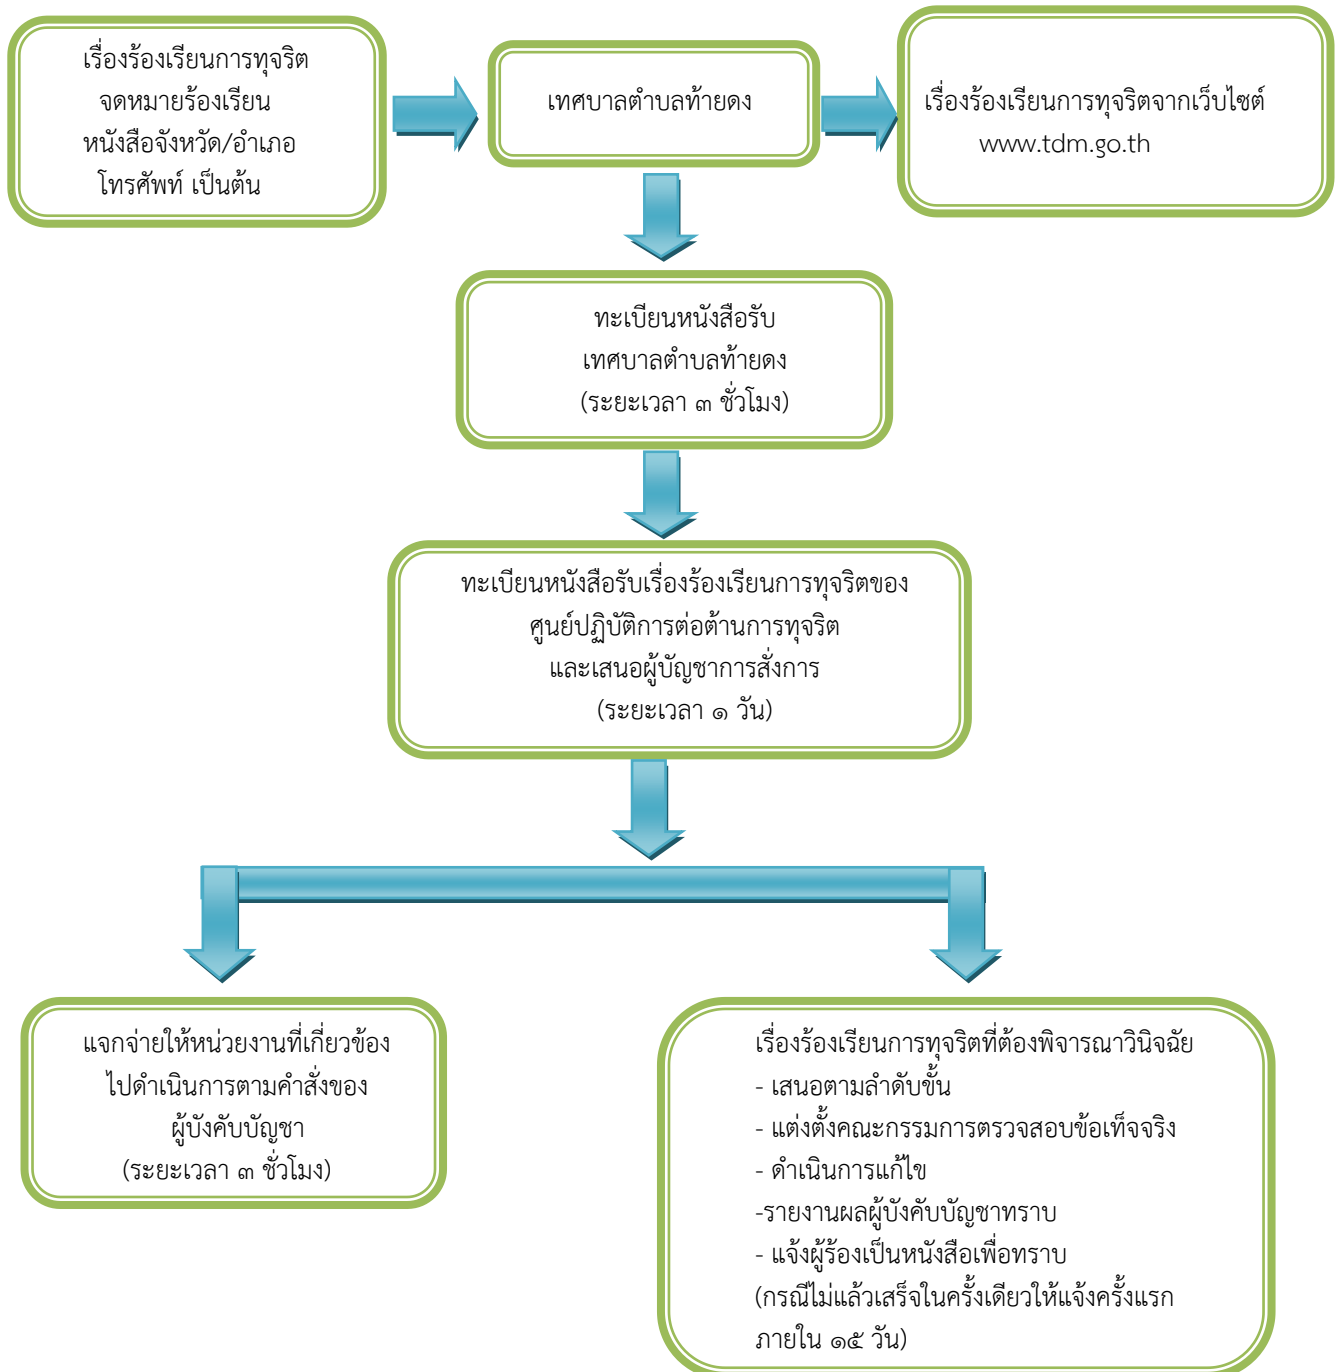 เรื่องร้องเรียนการทุจริต
จดหมายร้องเรียน
หนังสือจังหวัด/อำเภอ
โทรศัพท์ เป็นต้น
เทศบาลตำบลท้ายดง
เรื่องร้องเรียนการทุจริตจากเว็บไซต์
www.tdm.go.th
ทะเบียนหนังสือรับ
เทศบาลตำบลท้ายดง
(ระยะเวลา ๓ ชั่วโมง)
ทะเบียนหนังสือรับเรื่องร้องเรียนการทุจริตของ
ศูนย์ปฏิบัติการต่อต้านการทุจริต
และเสนอผู้บัญชาการสั่งการ
(ระยะเวลา ๑ วัน)
แจกจ่ายให้หน่วยงานที่เกี่ยวข้อง
ไปดำเนินการตามคำสั่งของ
ผู้บังคับบัญชา
(ระยะเวลา ๓ ชั่วโมง)
เรื่องร้องเรียนการทุจริตที่ต้องพิจารณาวินิจฉัย
- เสนอตามลำดับขั้น
- แต่งตั้งคณะกรรมการตรวจสอบข้อเท็จจริง
- ดำเนินการแก้ไข
-รายงานผลผู้บังคับบัญชาทราบ
- แจ้งผู้ร้องเป็นหนังสือเพื่อทราบ
(กรณีไม่แล้วเสร็จในครั้งเดียวให้แจ้งครั้งแรก
ภายใน ๑๕ วัน)